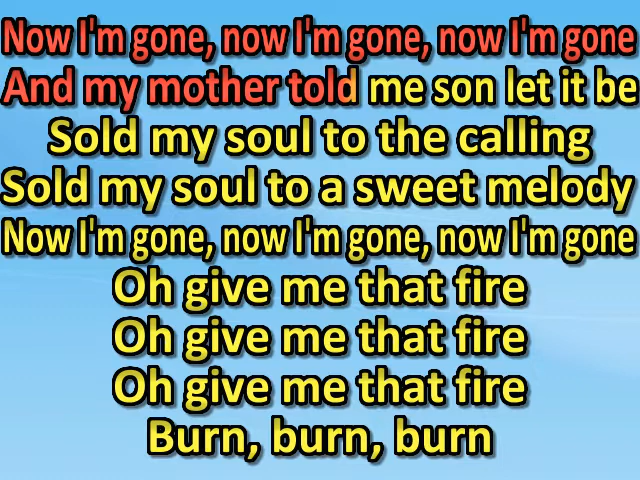 Now I'm gone, now I'm gone, now I'm gone
And my mother told me son let it be
Sold my soul to the calling
Sold my soul to a sweet melody
Now I'm gone, now I'm gone, now I'm gone
Oh give me that fire
Oh give me that fire
Oh give me that fire
Burn, burn, burn